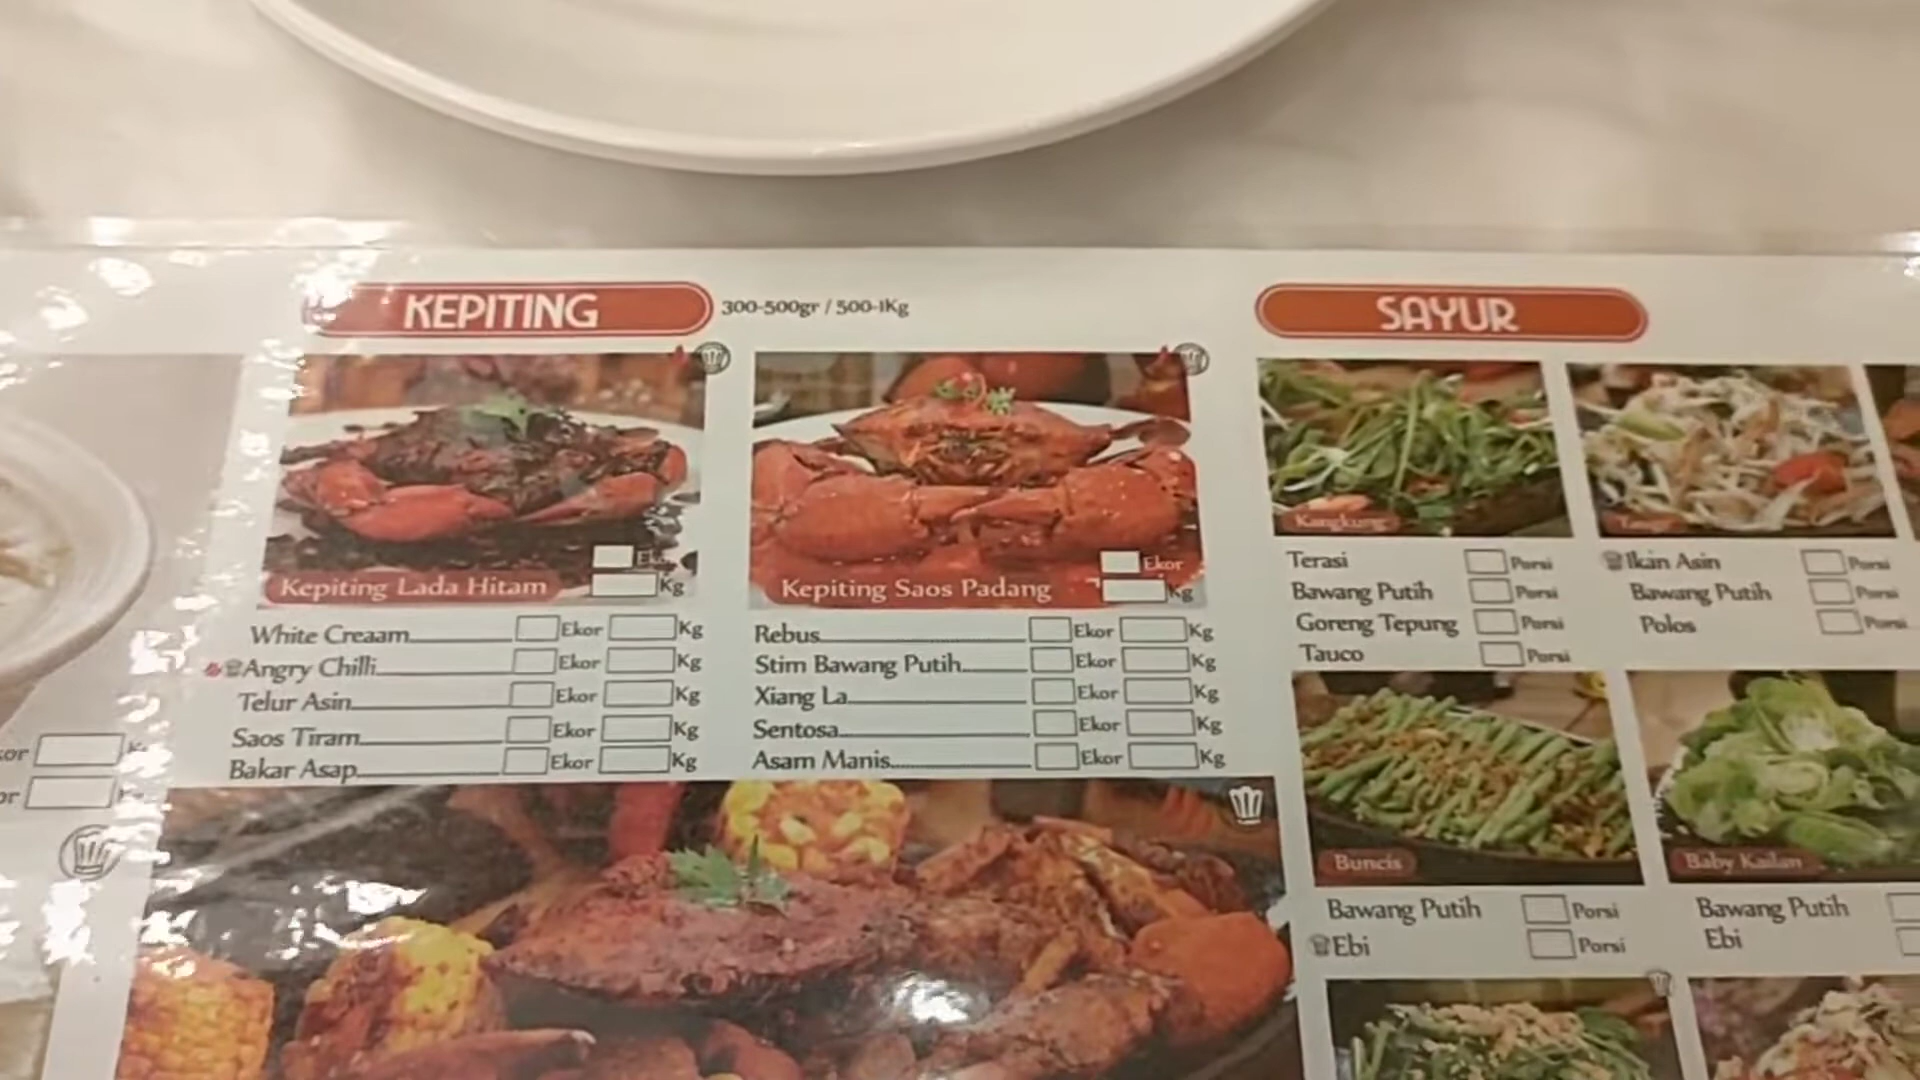 KEPITING
300-500gr / 500-1Kg
Kepiting Lada Hitam
Kg
White Creaam Ekor Kg
Angry Chilli Ekor Kg
Telur Asin Ekor Kg
Saos Tiram Ekor Kg
Bakar Asap Ekor Kg
Kepiting Saos Padang
Ekor
Kg
Rebus Ekor Kg
Stim Bawang Putih Ekor Kg
Xiang La Ekor Kg
Sentosa Ekor Kg
Asam Manis Ekor Kg
SAYUR
Kangkung
Terasi Porsi
Bawang Putih Porsi
Goreng Tepung Porsi
Tauco Porsi
Ikan Asin Porsi
Bawang Putih Porsi
Polos Porsi
Buncis
Bawang Putih Porsi
Ebi Porsi
Baby Kailan
Bawang Putih
Ebi